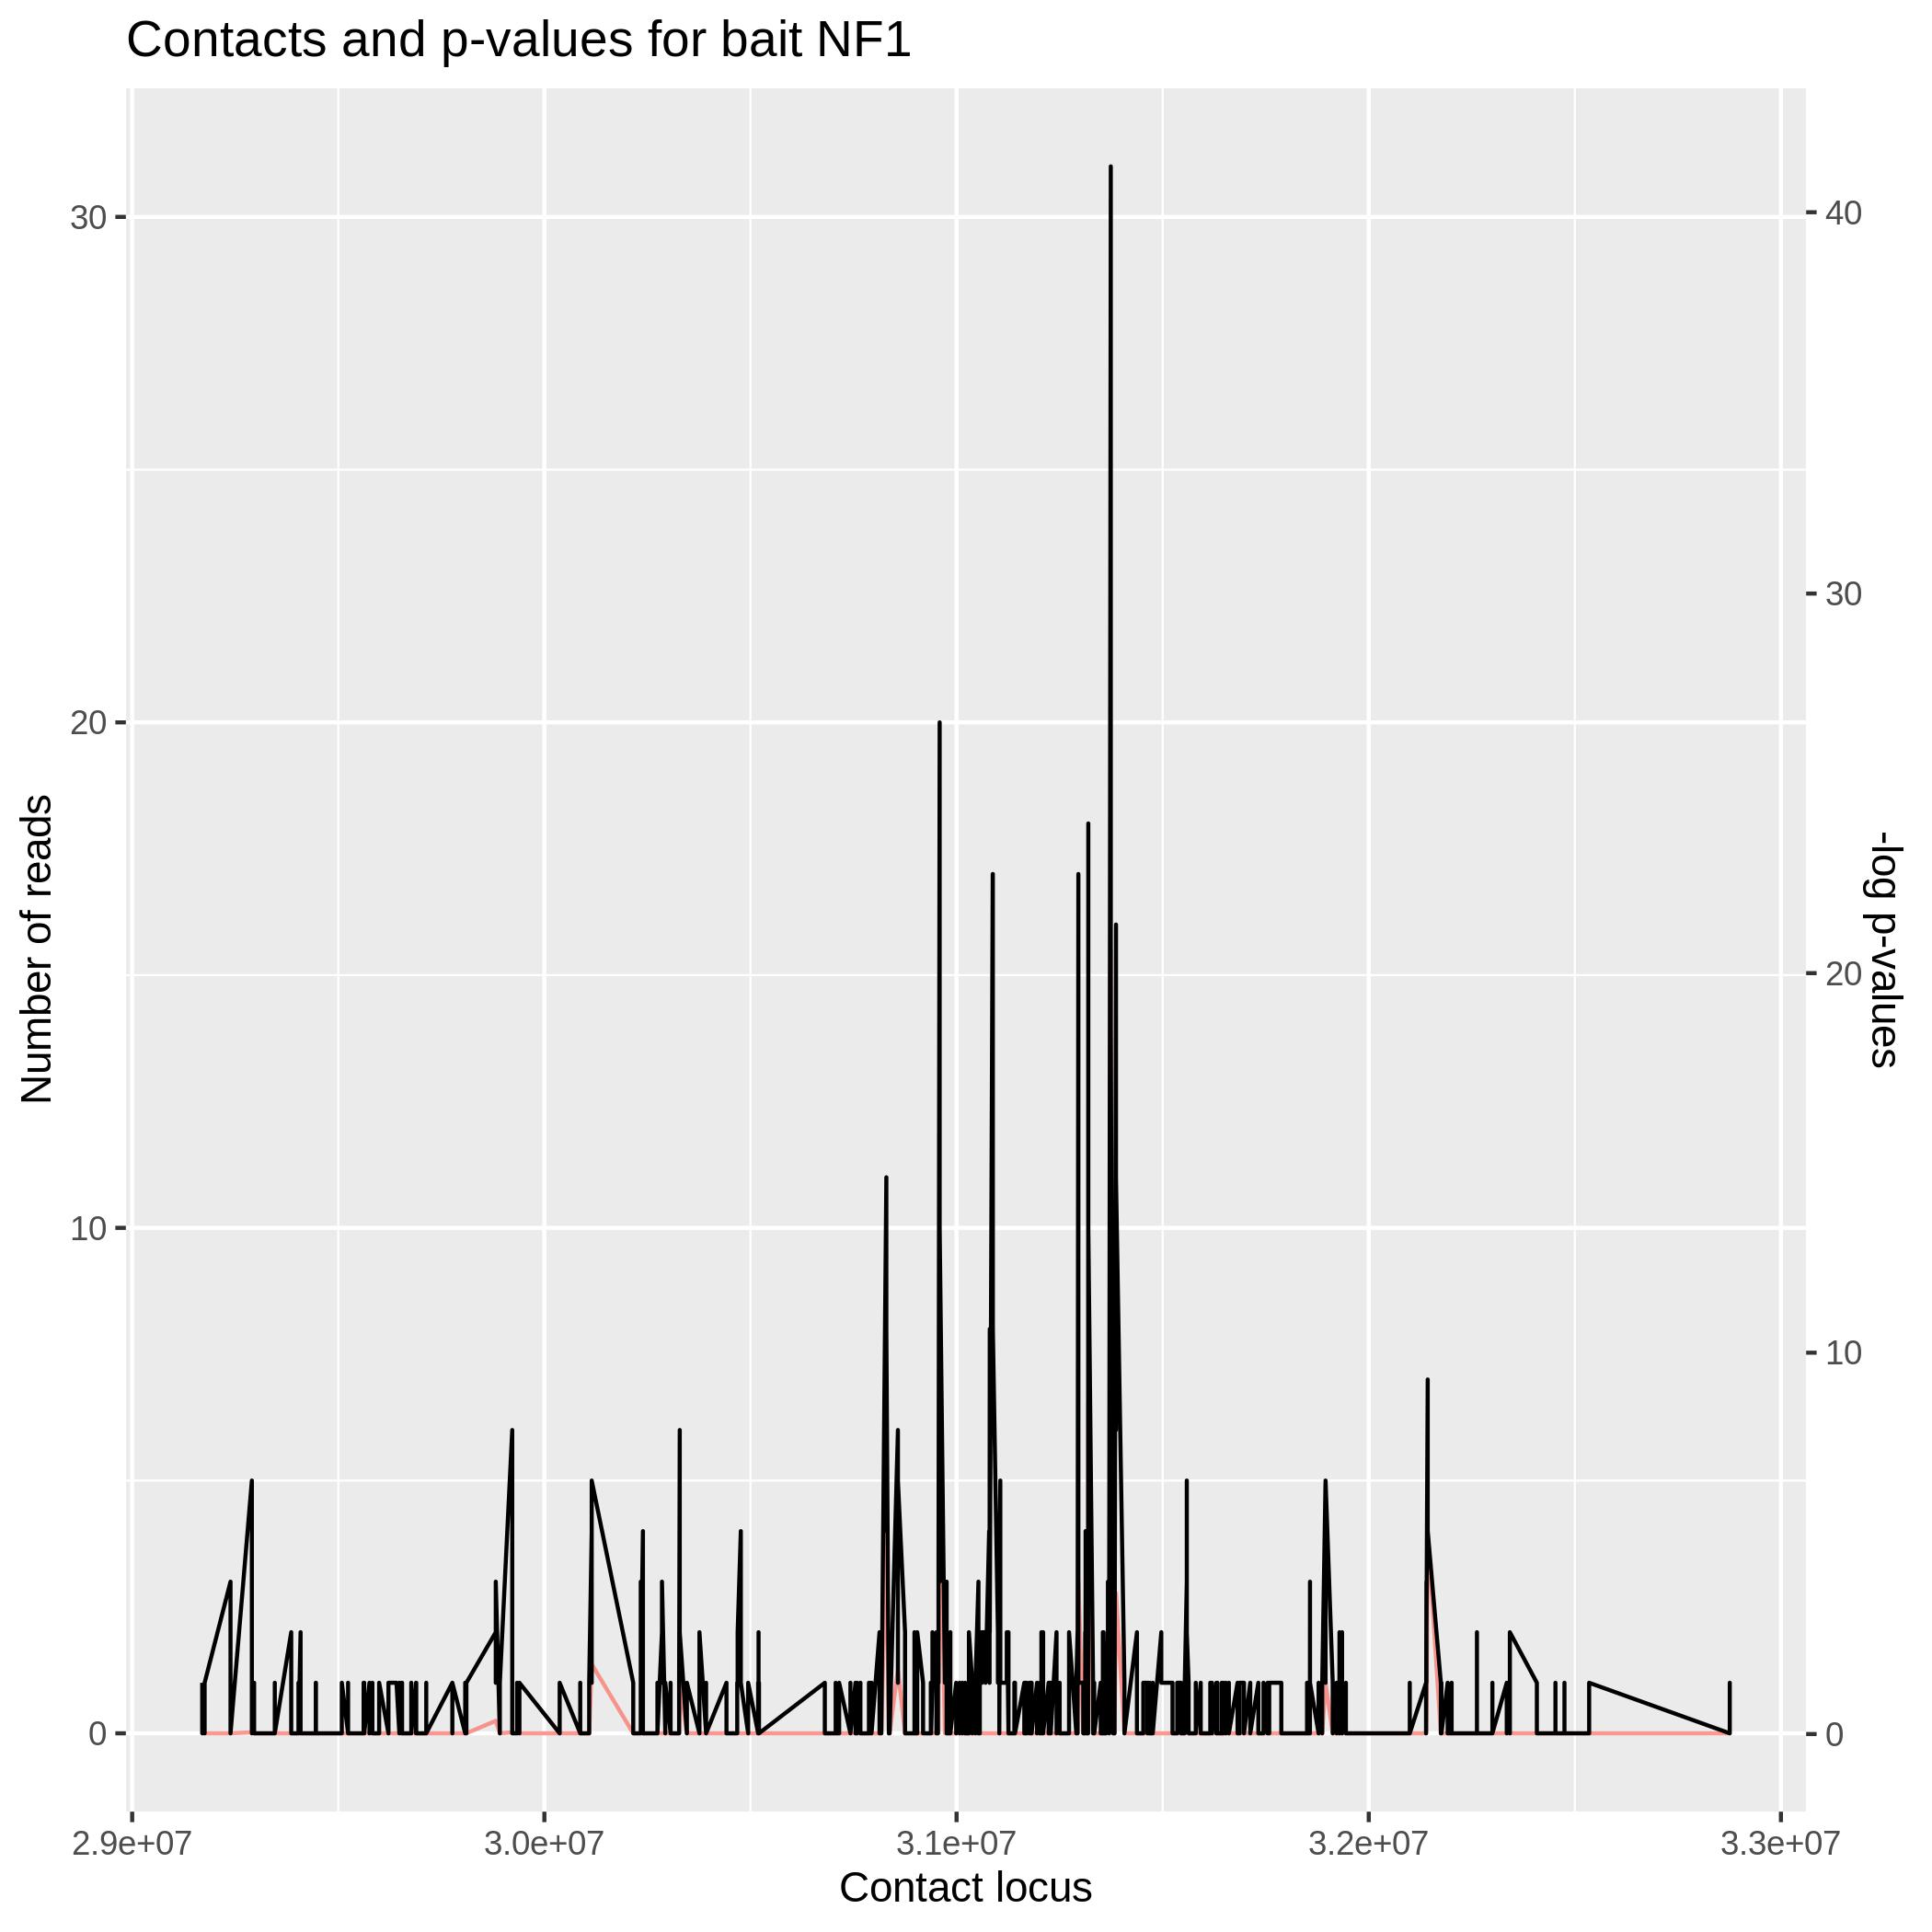 Contacts and p-values for bait NF1
30
20
10
0
Number of reads
40
30
20
10
0
-log p-values
2.9e+07 3.0e+07 3.1e+07 3.2e+07 3.3e+07
Contact locus